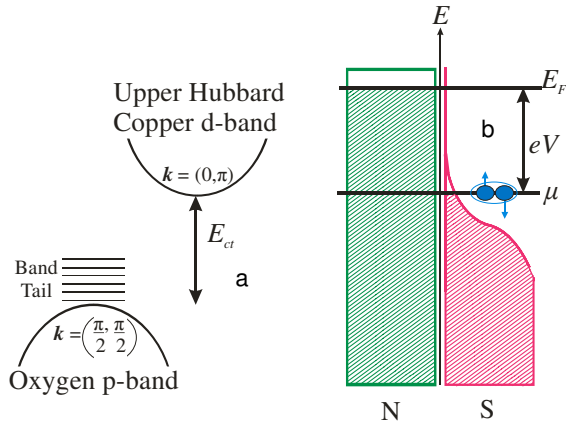 Upper Hubbard
Copper d-band
k = (0,π)
E_ct
a
Band
Tail
k = (π/2, π/2)
Oxygen p-band
E
E_F
b
eV
μ
N
S